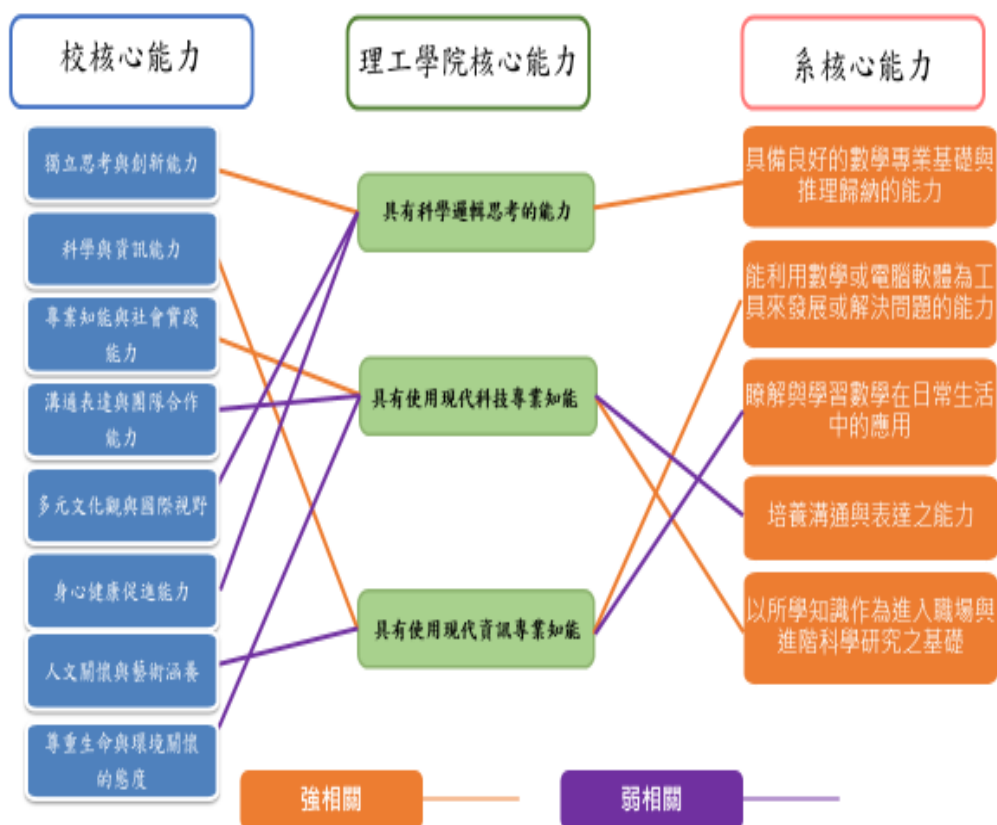 校核心能力
理工學院核心能力
系核心能力
獨立思考與創新能力
科學與資訊能力
專業知能與社會實踐
能力
溝通表達與團隊合作
能力
多元文化觀與國際視野
身心健康促進能力
人文關懷與藝術涵養
尊重生命與環境關懷
的態度
具有科學邏輯思考的能力
具有使用現代科技專業知能
具有使用現代資訊專業知能
具備良好的數學專業基礎與
推理歸納的能力
能利用數學或電腦軟體為工
具來發展或解決問題的能力
瞭解與學習數學在日常生活
中的應用
培養溝通與表達之能力
以所學知識作為進入職場與
進階科學研究之基礎
強相關
弱相關